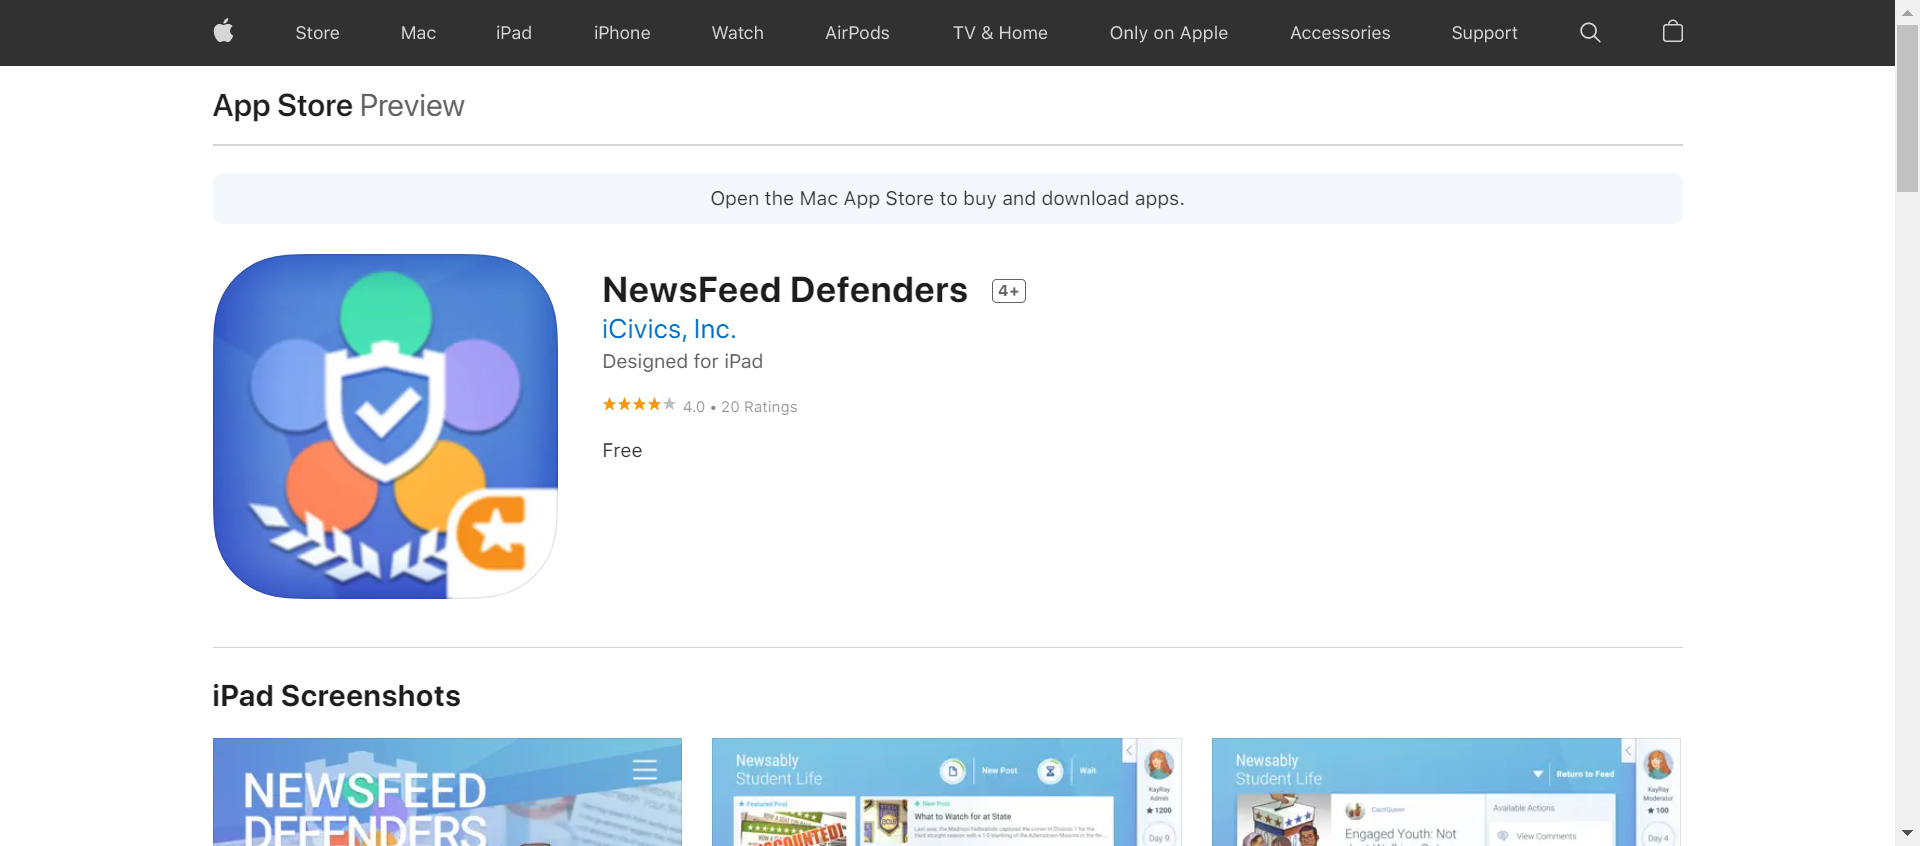 Store Mac iPad iPhone Watch AirPods TV & Home Only on Apple Accessories Support
App Store Preview
Open the Mac App Store to buy and download apps.
NewsFeed Defenders 4+
iCivics, Inc.
Designed for iPad
4.0 • 20 Ratings
Free
iPad Screenshots
NEWSFEED
DEFENDERS
Newsably
Student Life
New Post
Wait
KayRay
Admin
★ 1200
Day 9
★ Featured Post
New Post
What to Watch for at State
Newsably
Student Life
Return to Feed
KayRay
Moderator
★ 100
Day 4
CactiQueen
Engaged Youth: Not
Available Actions
View Comments